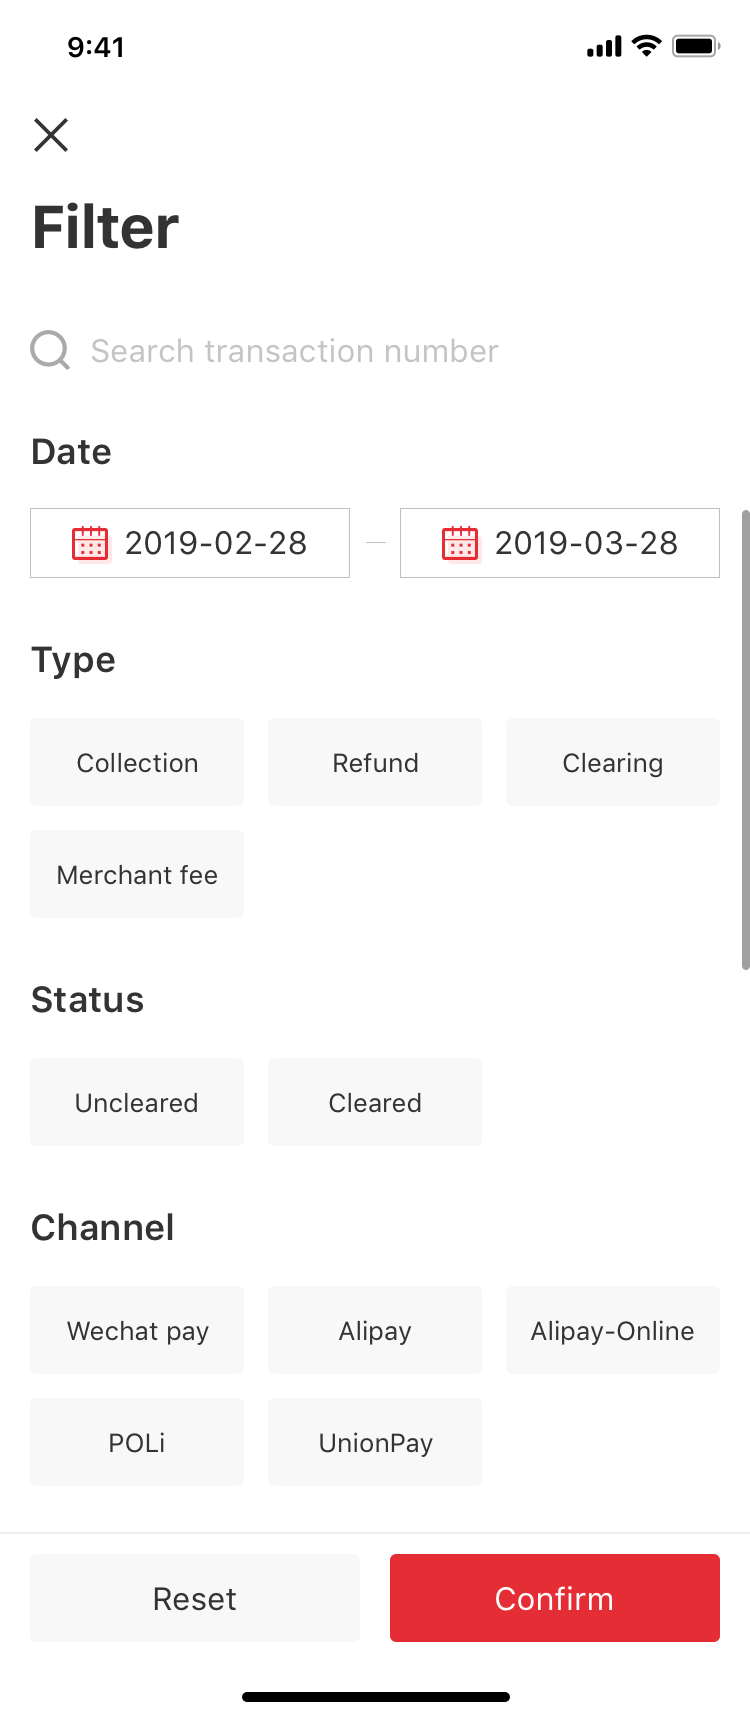 9:41
Filter
Search transaction number
Date
2019-02-28 — 2019-03-28
Type
Collection Refund Clearing
Merchant fee
Status
Uncleared Cleared
Channel
Wechat pay Alipay Alipay-Online
POLi UnionPay
Reset Confirm